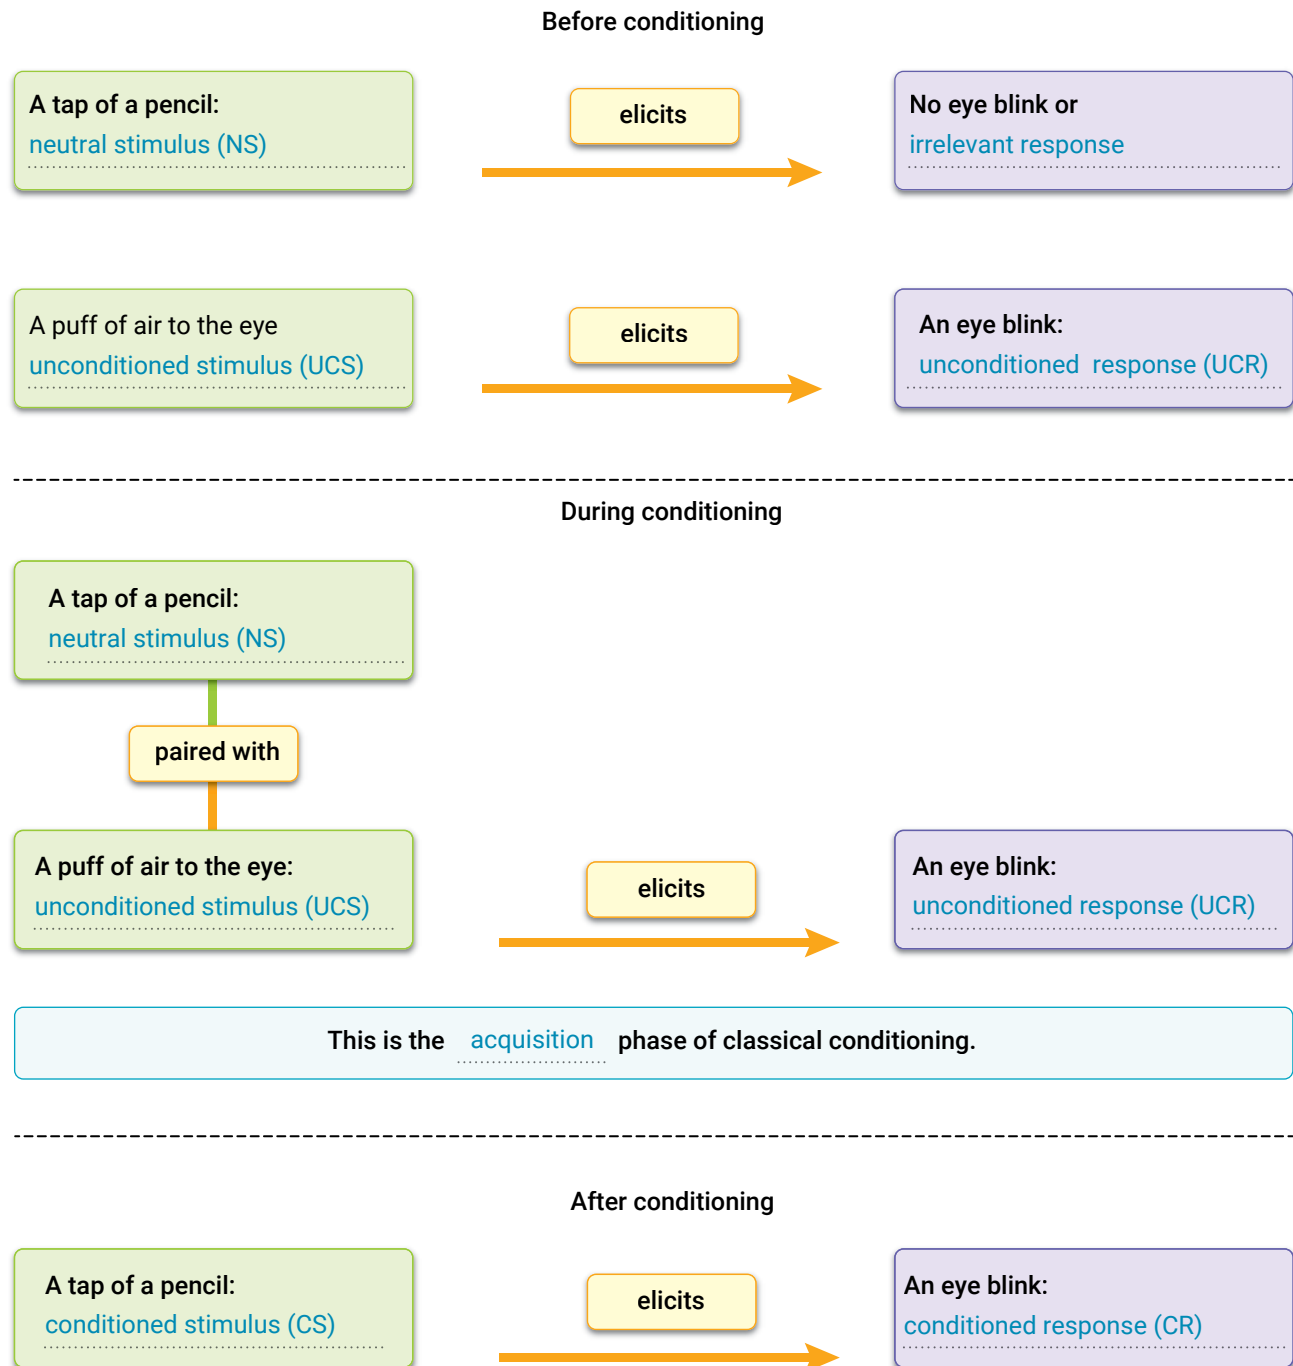 Before conditioning
A tap of a pencil:
neutral stimulus (NS)
elicits
No eye blink or
irrelevant response
A puff of air to the eye
unconditioned stimulus (UCS)
elicits
An eye blink:
unconditioned response (UCR)
During conditioning
A tap of a pencil:
neutral stimulus (NS)
paired with
A puff of air to the eye:
unconditioned stimulus (UCS)
elicits
An eye blink:
unconditioned response (UCR)
This is the acquisition phase of classical conditioning.
After conditioning
A tap of a pencil:
conditioned stimulus (CS)
elicits
An eye blink:
conditioned response (CR)